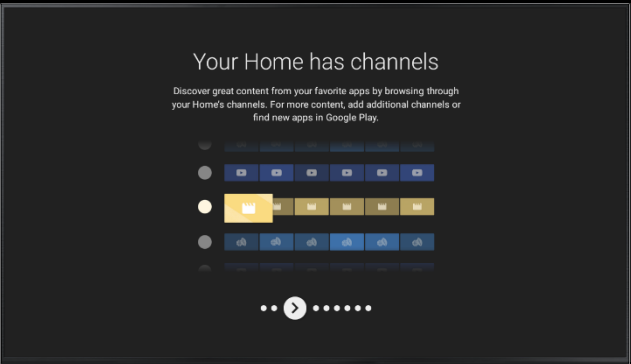 Your Home has channels
Discover great content from your favorite apps by browsing through
your Home's channels. For more content, add additional channels or
find new apps in Google Play.